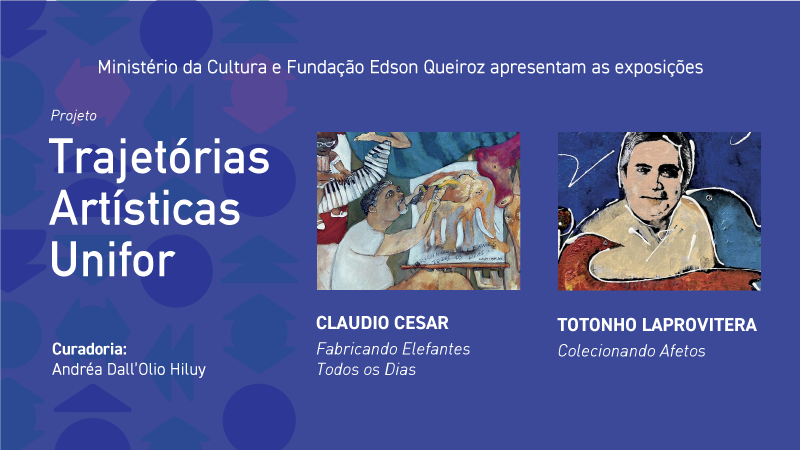 Ministério da Cultura e Fundação Edson Queiroz apresentam as exposições
Projeto
Trajetórias
Artísticas
Unifor
Curadoria:
Andréa Dall'Olio Hiluy
CLAUDIO CESAR
Fabricando Elefantes
Todos os Dias
TOTONHO LAPROVITERA
Colecionando Afetos